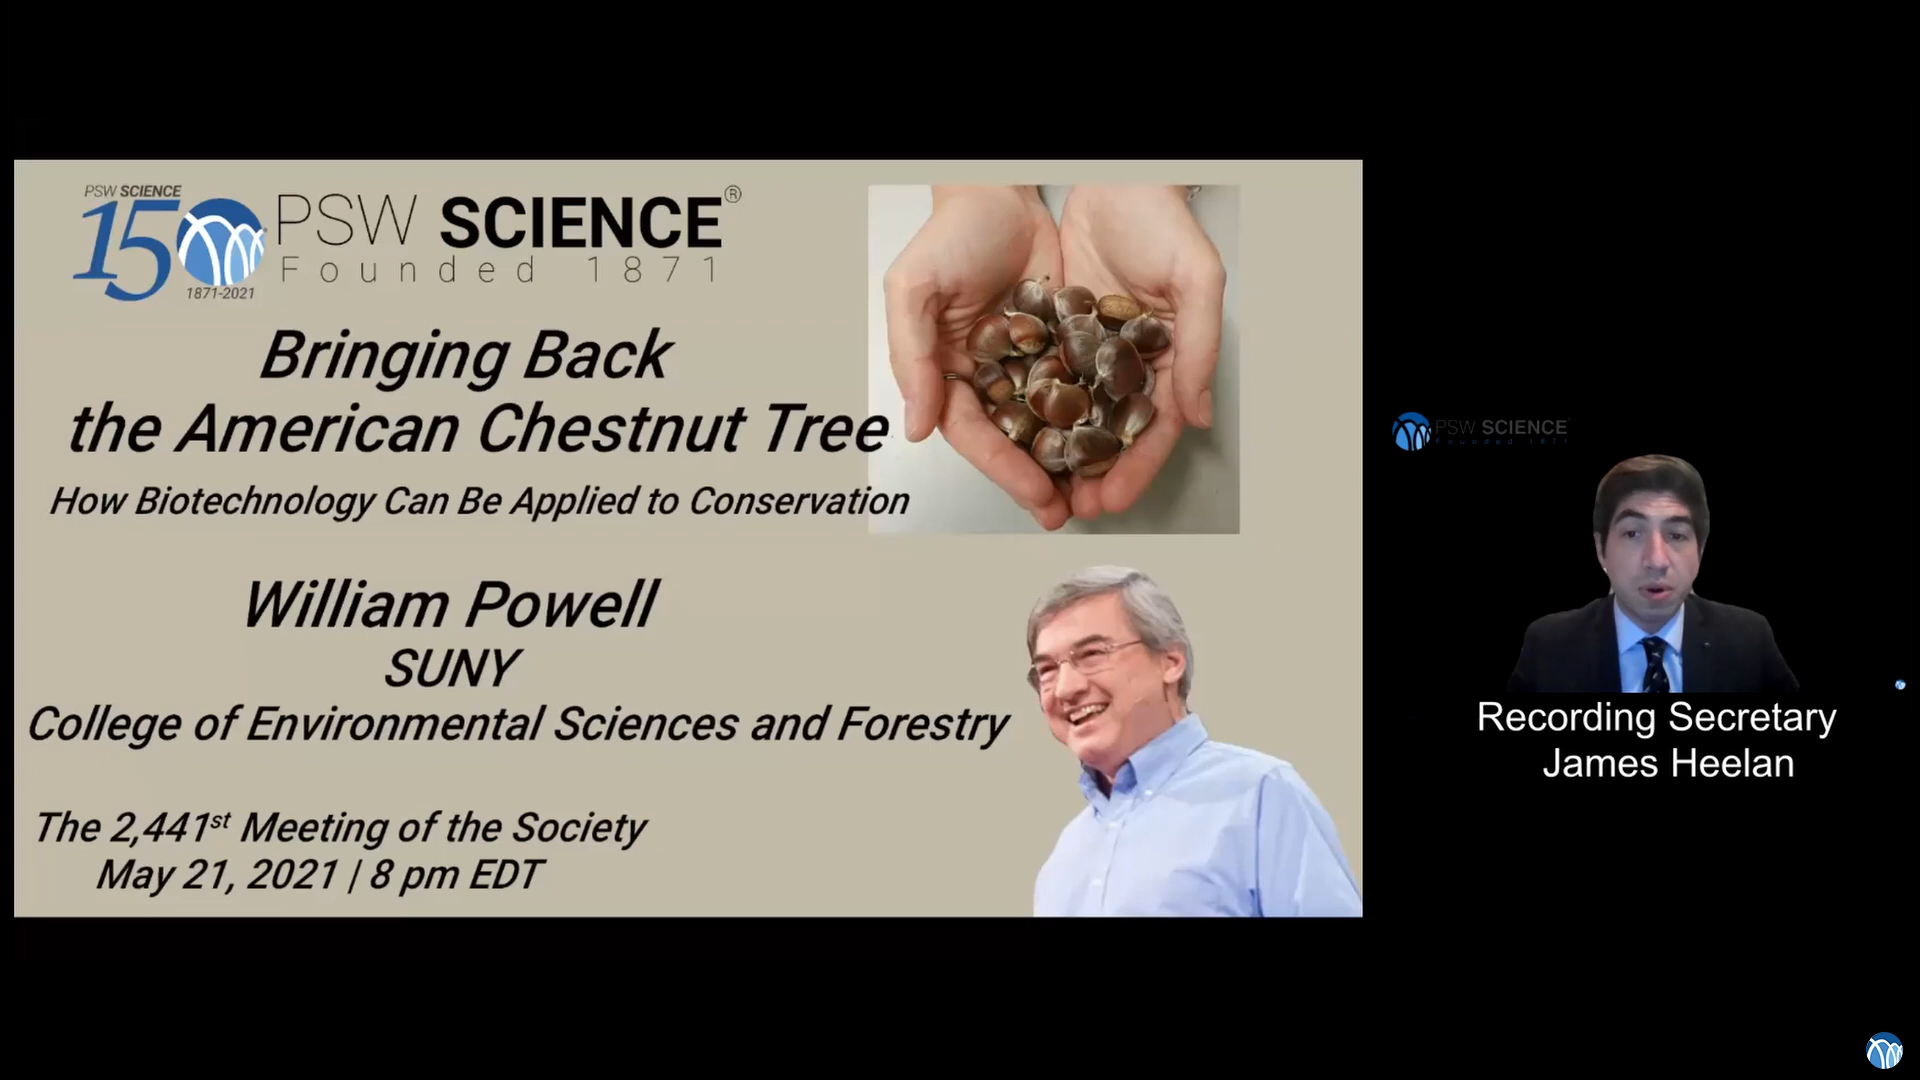 PSW SCIENCE
150
1871-2021
PSW SCIENCE®
Founded 1871
Bringing Back
the American Chestnut Tree
How Biotechnology Can Be Applied to Conservation
William Powell
SUNY
College of Environmental Sciences and Forestry
The 2,441st Meeting of the Society
May 21, 2021 | 8 pm EDT
PSW SCIENCE
Founded 1871
Recording Secretary
James Heelan